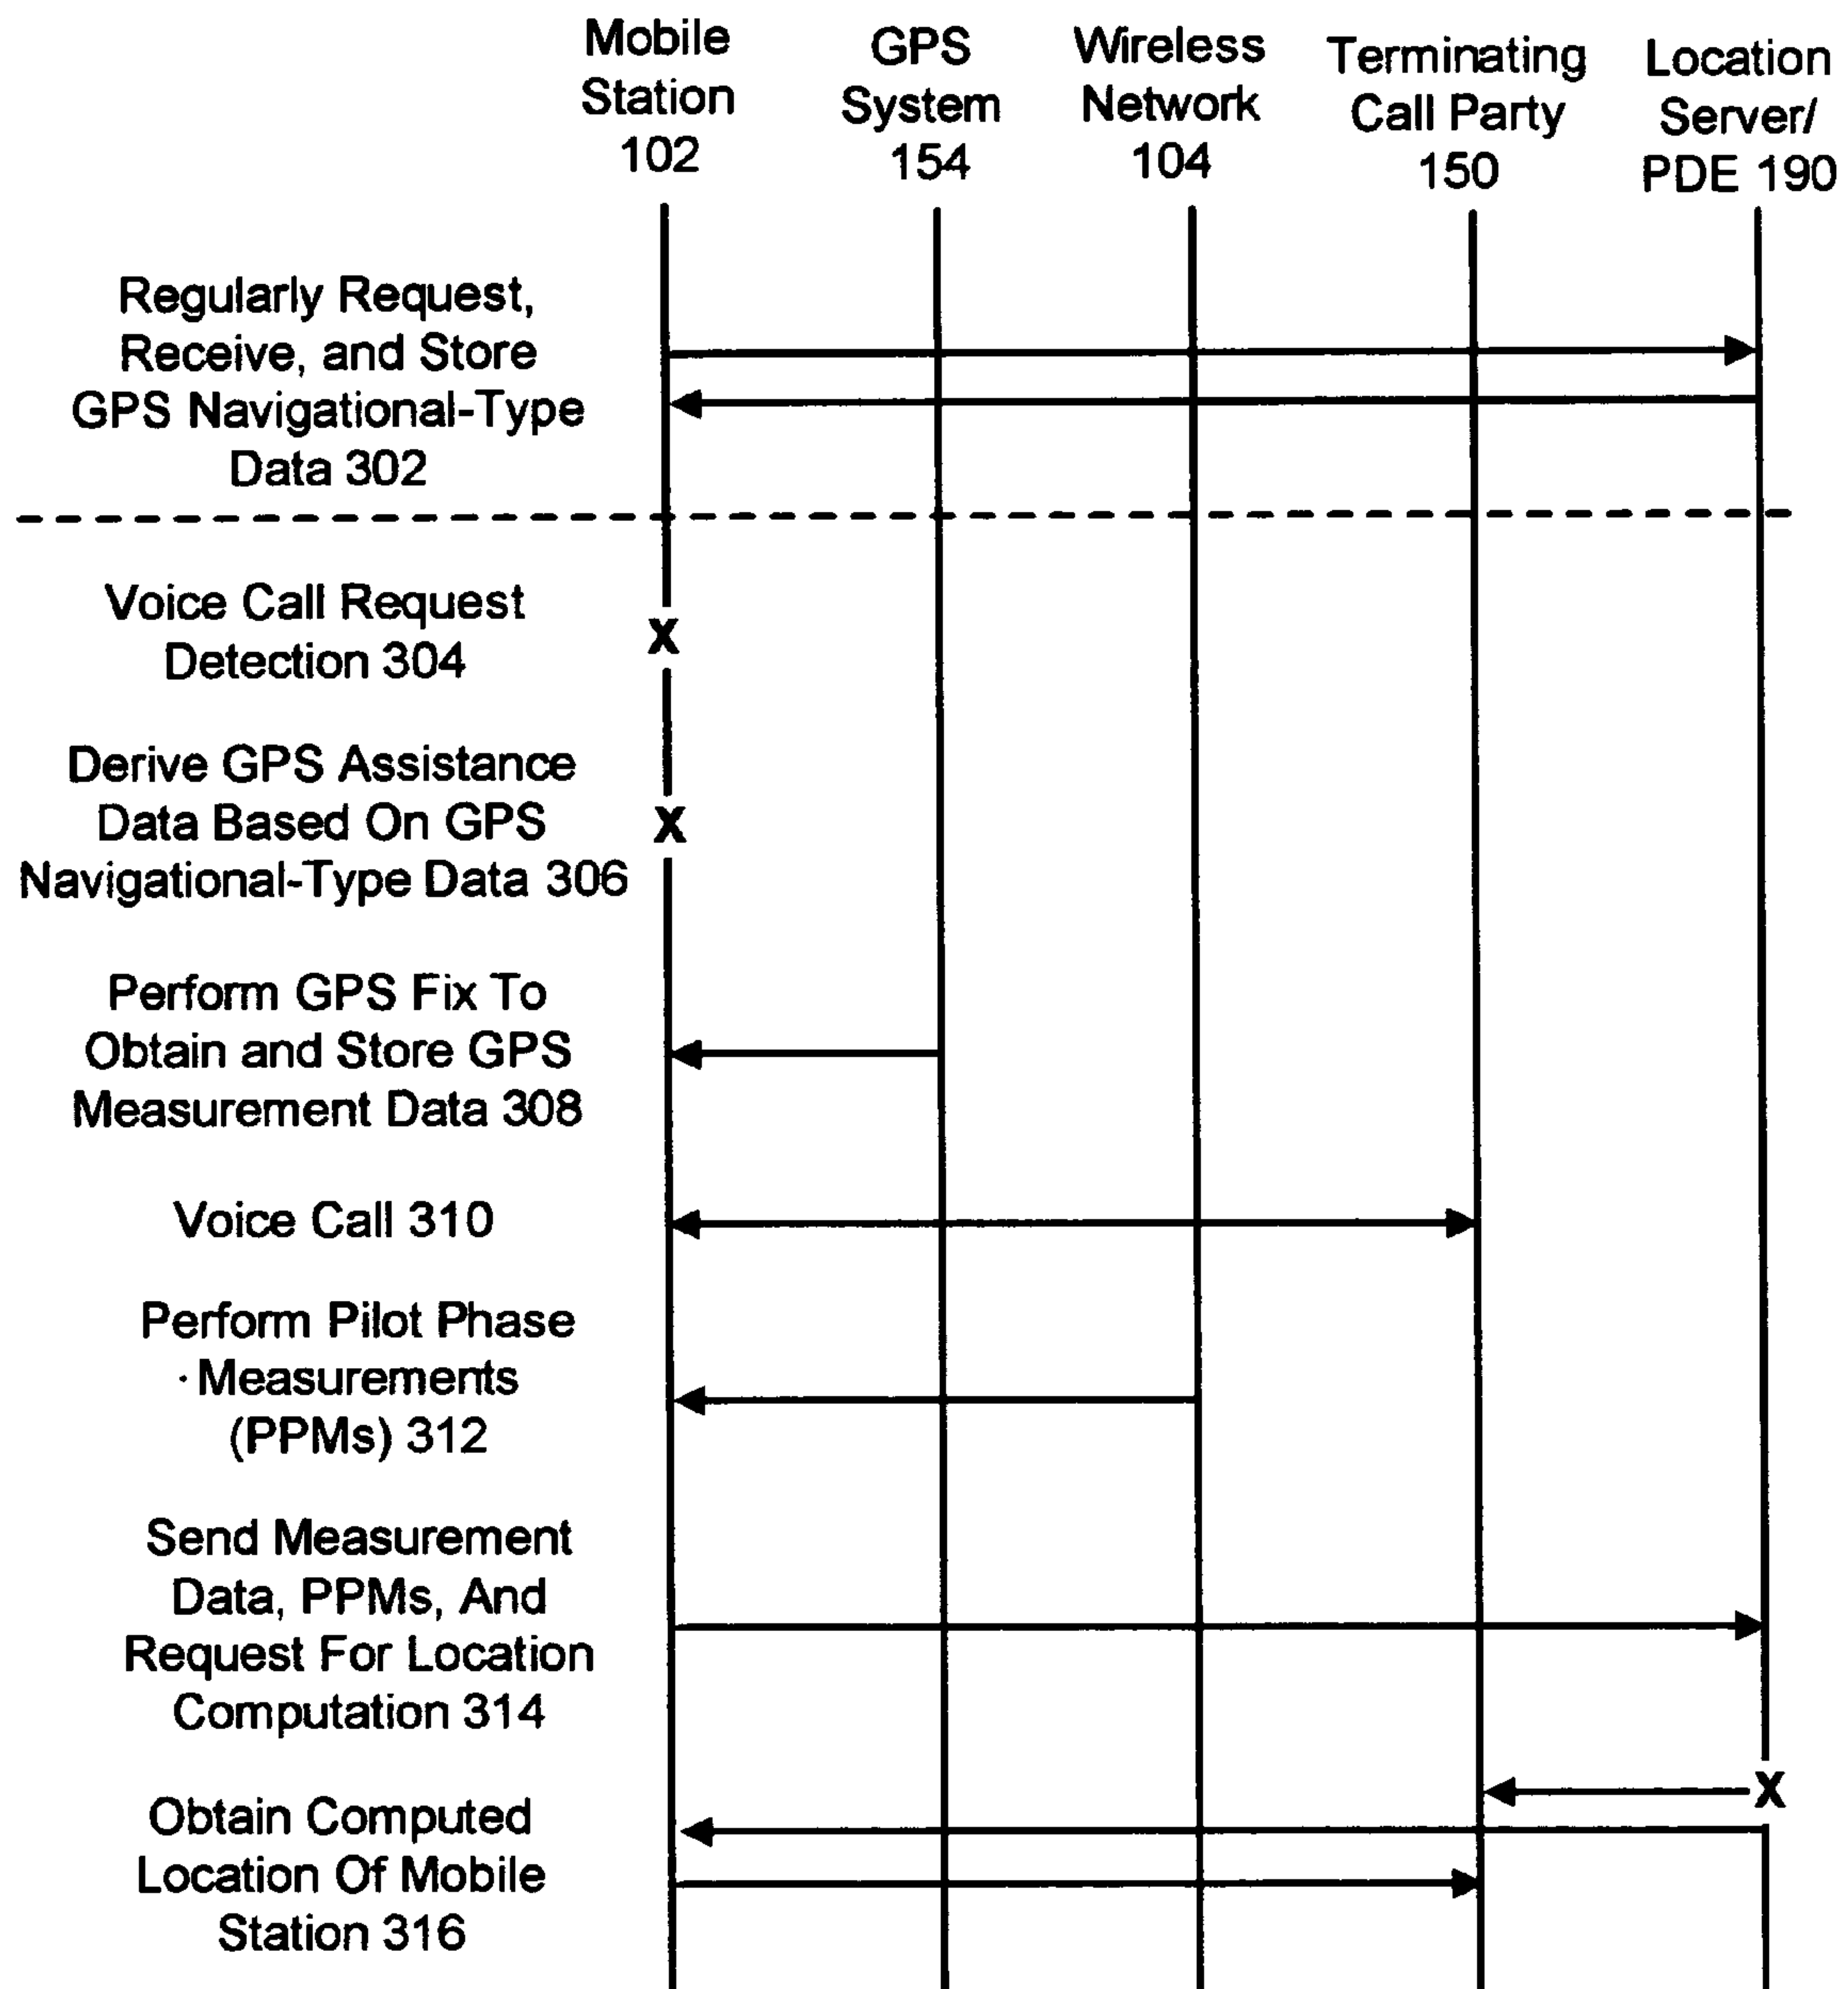 Mobile
Station
102
GPS
System
154
Wireless
Network
104
Terminating
Call Party
150
Location
Server/
PDE 190
Regularly Request,
Receive, and Store
GPS Navigational-Type
Data 302
Voice Call Request
Detection 304
X
Derive GPS Assistance
Data Based On GPS
Navigational-Type Data 306
X
Perform GPS Fix To
Obtain and Store GPS
Measurement Data 308
Voice Call 310
Perform Pilot Phase
Measurements
(PPMs) 312
Send Measurement
Data, PPMs, And
Request For Location
Computation 314
X
Obtain Computed
Location Of Mobile
Station 316